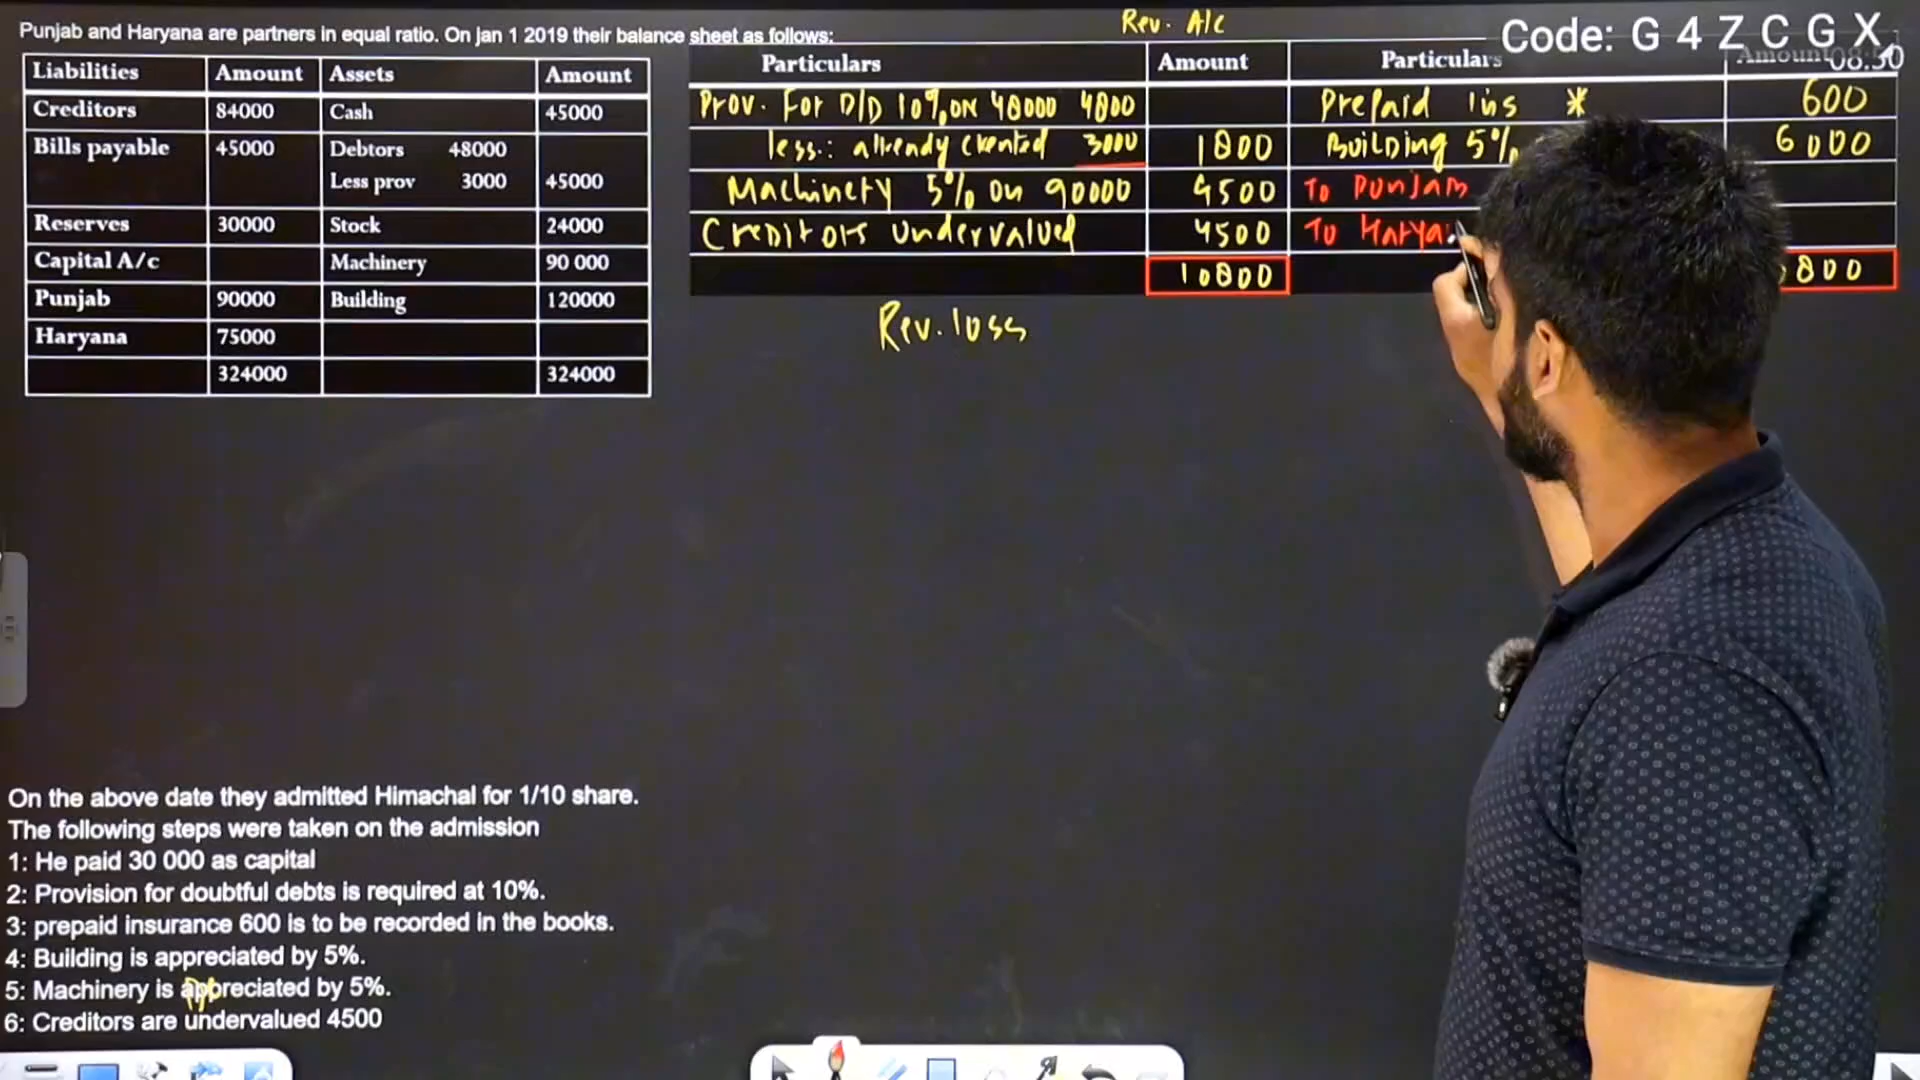 Punjab and Haryana are partners in equal ratio. On jan 1 2019 their balance sheet as follows:
Liabilities Amount Assets Amount
Creditors 84000 Cash 45000
Bills payable 45000 Debtors 48000
Less prov 3000 45000
Reserves 30000 Stock 24000
Capital A/c Machinery 90 000
Punjab 90000 Building 120000
Haryana 75000
324000 324000
Rev. A/c
Code: G 4 Z C G X
08:50
Particulars Amount Particulars Amount
Prov. For D/D 10% on 48000 4800 Prepaid ins * 600
less.: already created 3000 1800 Building 5% 6000
Machinery 5% on 90000 4500 To Punjab
Creditors undervalued 4500 To Harya
10800 800
Rev. loss
On the above date they admitted Himachal for 1/10 share.
The following steps were taken on the admission
1: He paid 30 000 as capital
2: Provision for doubtful debts is required at 10%.
3: prepaid insurance 600 is to be recorded in the books.
4: Building is appreciated by 5%.
5: Machinery is appreciated by 5%.
6: Creditors are undervalued 4500